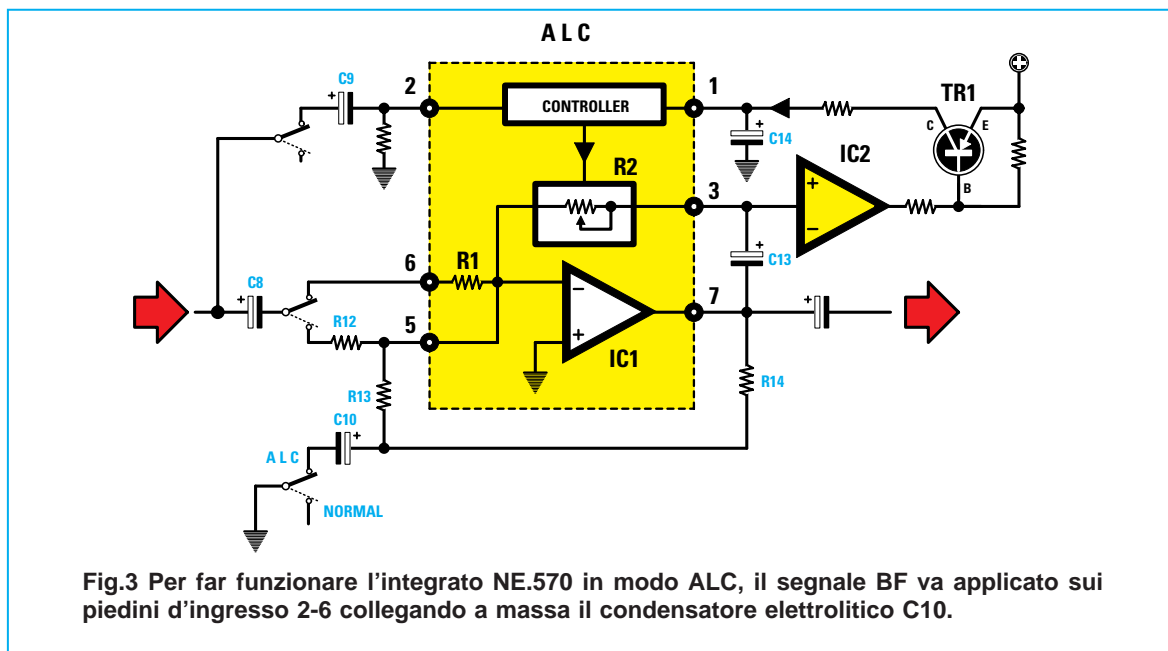 ALC
C9
+
2
CONTROLLER
1
TR1
C
E
B
+
C14
R2
IC2
3
+
−
+
C13
6
R1
C8
+
R12
5
−
+
IC1
7
+
R13
C10
+
R14
ALC
NORMAL
Fig.3 Per far funzionare l'integrato NE.570 in modo ALC, il segnale BF va applicato sui
piedini d'ingresso 2-6 collegando a massa il condensatore elettrolitico C10.